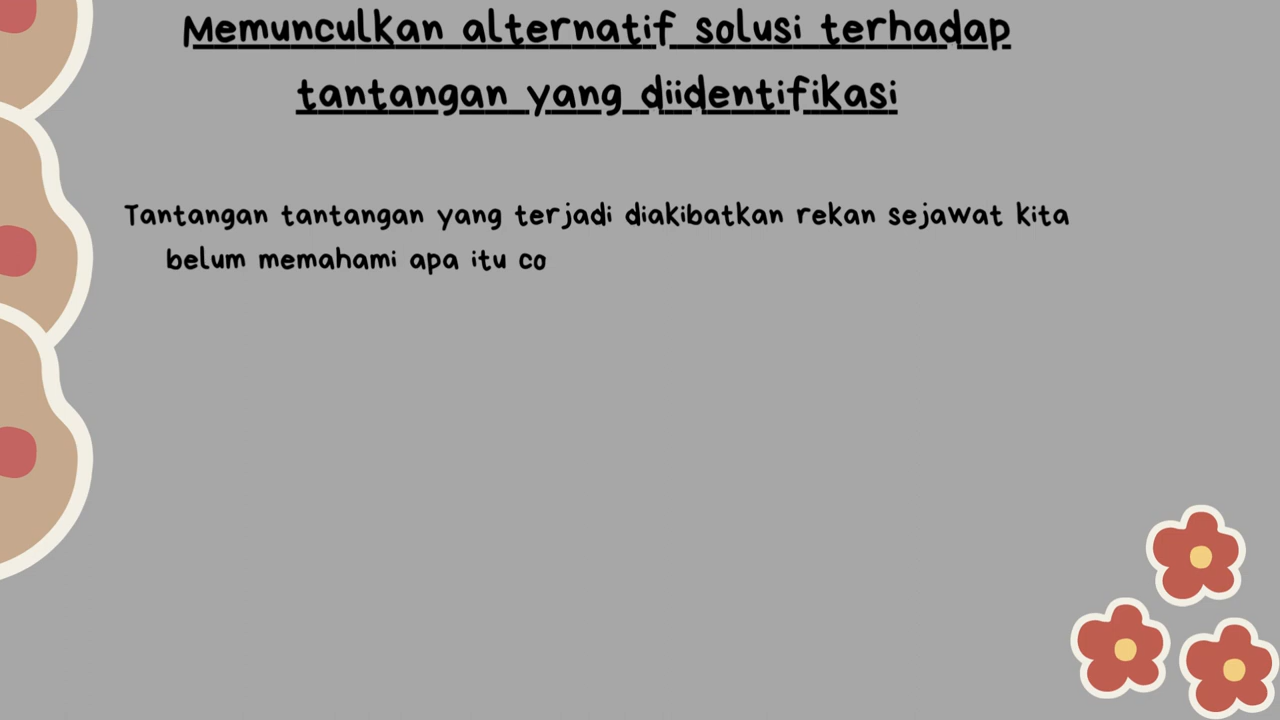 Memunculkan alternatif solusi terhadap
tantangan yang diidentifikasi
Tantangan tantangan yang terjadi diakibatkan rekan sejawat kita
belum memahami apa itu co